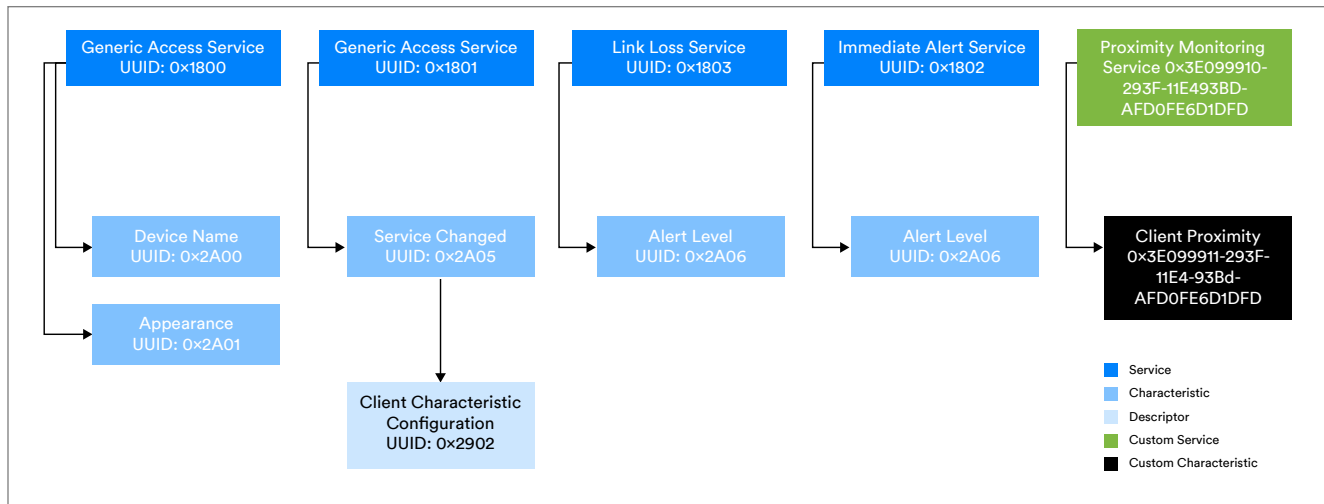 Generic Access Service
UUID: 0×1800
Generic Access Service
UUID: 0×1801
Link Loss Service
UUID: 0×1803
Immediate Alert Service
UUID: 0×1802
Proximity Monitoring
Service 0×3E099910-
293F-11E493BD-
AFD0FE6D1DFD
Device Name
UUID: 0×2A00
Service Changed
UUID: 0×2A05
Alert Level
UUID: 0×2A06
Alert Level
UUID: 0×2A06
Client Proximity
0×3E099911-293F-
11E4-93Bd-
AFD0FE6D1DFD
Appearance
UUID: 0×2A01
Client Characteristic
Configuration
UUID: 0×2902
Service
Characteristic
Descriptor
Custom Service
Custom Characteristic